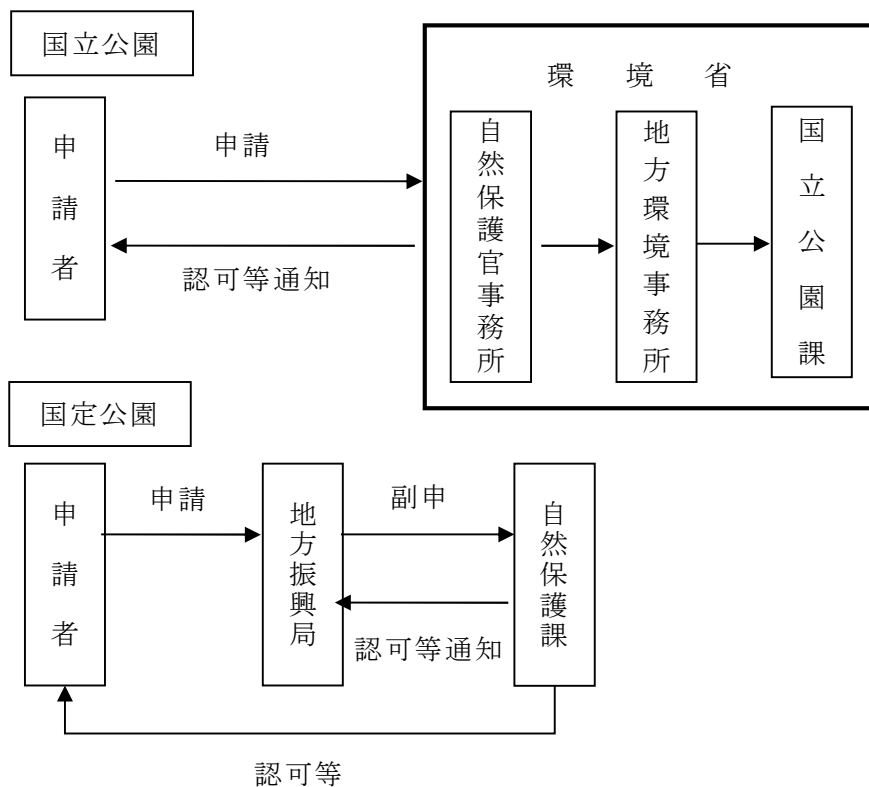 国立公園
環境省
申請者
申請
認可等通知
自然保護官事務所
地方環境事務所
国立公園課
国定公園
申請者
申請
地方振興局
副申
認可等通知
自然保護課
認可等